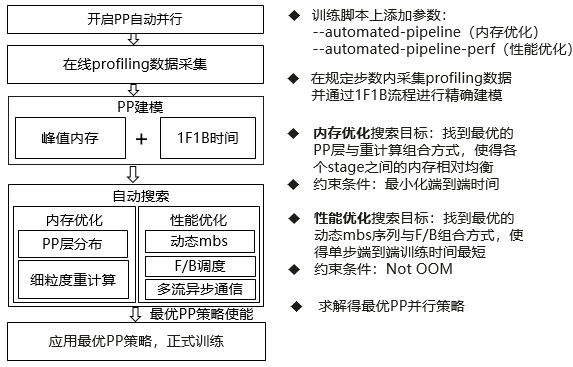 开启PP自动并行
在线profiling数据采集
PP建模
峰值内存
+
1F1B时间
自动搜索
内存优化
PP层分布
细粒度重计算
性能优化
动态mbs
F/B调度
多流异步通信
最优PP策略使能
应用最优PP策略，正式训练
◆ 训练脚本上添加参数：
--automated-pipeline（内存优化）
--automated-pipeline-perf（性能优化）
◆ 在规定步数内采集profiling数据
并通过1F1B流程进行精确建模
◆ 内存优化搜索目标：找到最优的
PP层与重计算组合方式，使得各
个stage之间的内存相对均衡
◆ 约束条件：最小化端到端时间
◆ 性能优化搜索目标：找到最优的
动态mbs序列与F/B组合方式，使
得单步端到端训练时间最短
◆ 约束条件：Not OOM
◆ 求解得最优PP并行策略